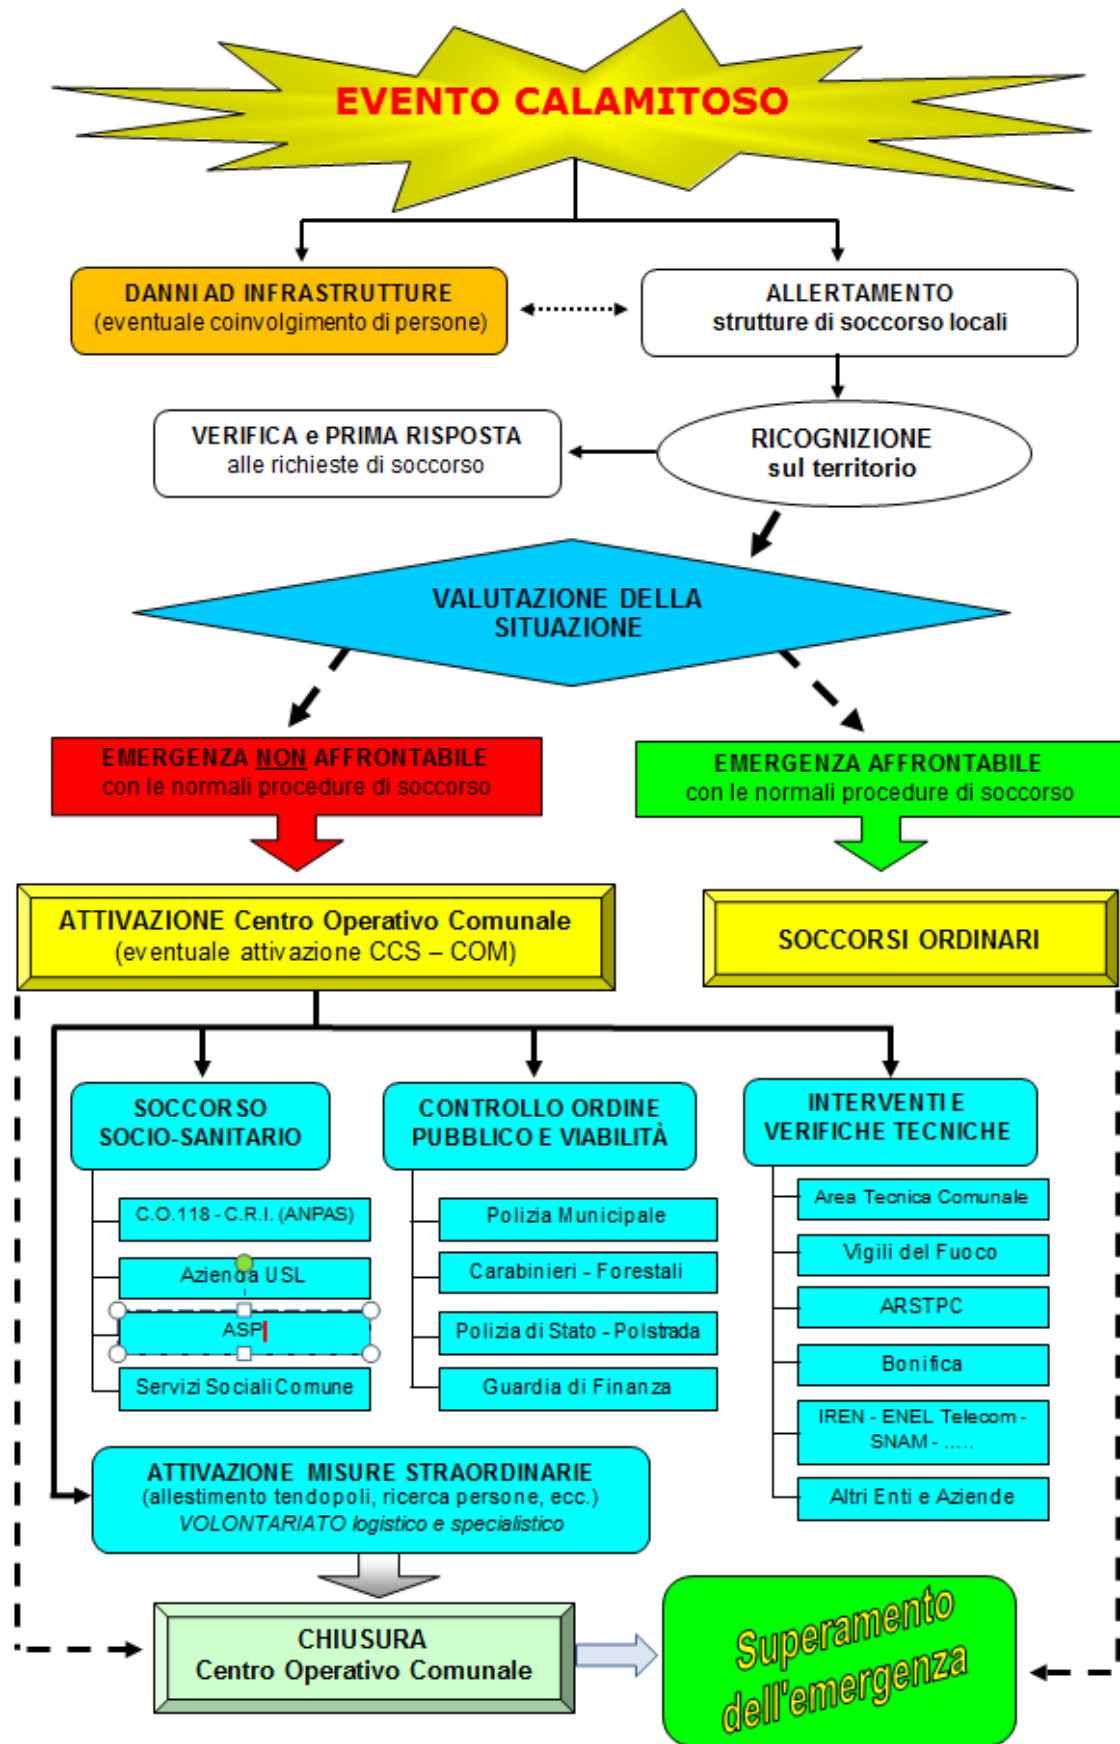 EVENTO CALAMITOSO
DANNI AD INFRASTRUTTURE
(eventuale coinvolgimento di persone)
ALLERTAMENTO
strutture di soccorso locali
VERIFICA e PRIMA RISPOSTA
alle richieste di soccorso
RICOGNIZIONE
sul territorio
VALUTAZIONE DELLA
SITUAZIONE
EMERGENZA NON AFFRONTABILE
con le normali procedure di soccorso
EMERGENZA AFFRONTABILE
con le normali procedure di soccorso
ATTIVAZIONE Centro Operativo Comunale
(eventuale attivazione CCS – COM)
SOCCORSI ORDINARI
SOCCORSO
SOCIO-SANITARIO
C.O.118 - C.R.I. (ANPAS)
Azienda USL
ASP
Servizi Sociali Comune
CONTROLLO ORDINE
PUBBLICO E VIABILITÀ
Polizia Municipale
Carabinieri - Forestali
Polizia di Stato - Polstrada
Guardia di Finanza
INTERVENTI E
VERIFICHE TECNICHE
Area Tecnica Comunale
Vigili del Fuoco
ARSTPC
Bonifica
IREN - ENEL Telecom -
SNAM - .....
Altri Enti e Aziende
ATTIVAZIONE MISURE STRAORDINARIE
(allestimento tendopoli, ricerca persone, ecc.)
VOLONTARIATO logistico e specialistico
CHIUSURA
Centro Operativo Comunale
Superamento
dell'emergenza